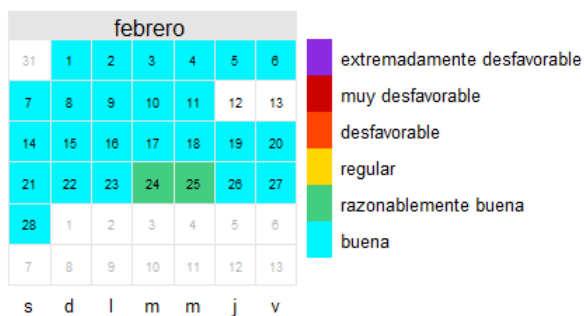 febrero
31 1 2 3 4 5 6
7 8 9 10 11 12 13
14 15 16 17 18 19 20
21 22 23 24 25 26 27
28 1 2 3 4 5 6
7 8 9 10 11 12 13
s d l m m j v
extremadamente desfavorable
muy desfavorable
desfavorable
regular
razonablemente buena
buena